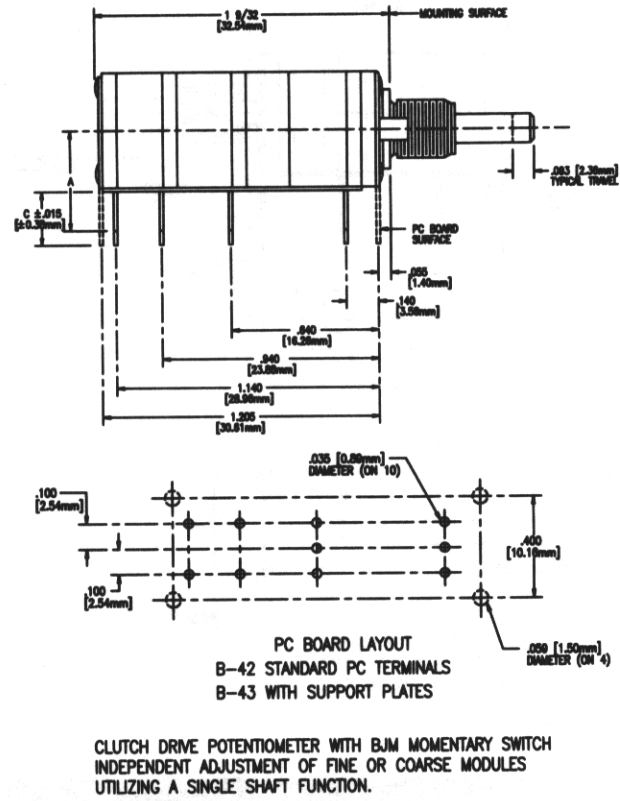 1 9/32
[32.54mm]
MOUNTING SURFACE
.093 [2.36mm]
TYPICAL TRAVEL
A
C ±.015
[±0.38mm]
PC BOARD
SURFACE
.055
[1.40mm]
.140
[3.56mm]
.640
[16.26mm]
.940
[23.88mm]
1.140
[28.96mm]
1.205
[30.61mm]
.035 [0.89mm]
DIAMETER (ON 10)
.100
[2.54mm]
.400
[10.16mm]
.100
[2.54mm]
.059 [1.50mm]
DIAMETER (ON 4)
PC BOARD LAYOUT
B-42 STANDARD PC TERMINALS
B-43 WITH SUPPORT PLATES
CLUTCH DRIVE POTENTIOMETER WITH BJM MOMENTARY SWITCH
INDEPENDENT ADJUSTMENT OF FINE OR COARSE MODULES
UTILIZING A SINGLE SHAFT FUNCTION.